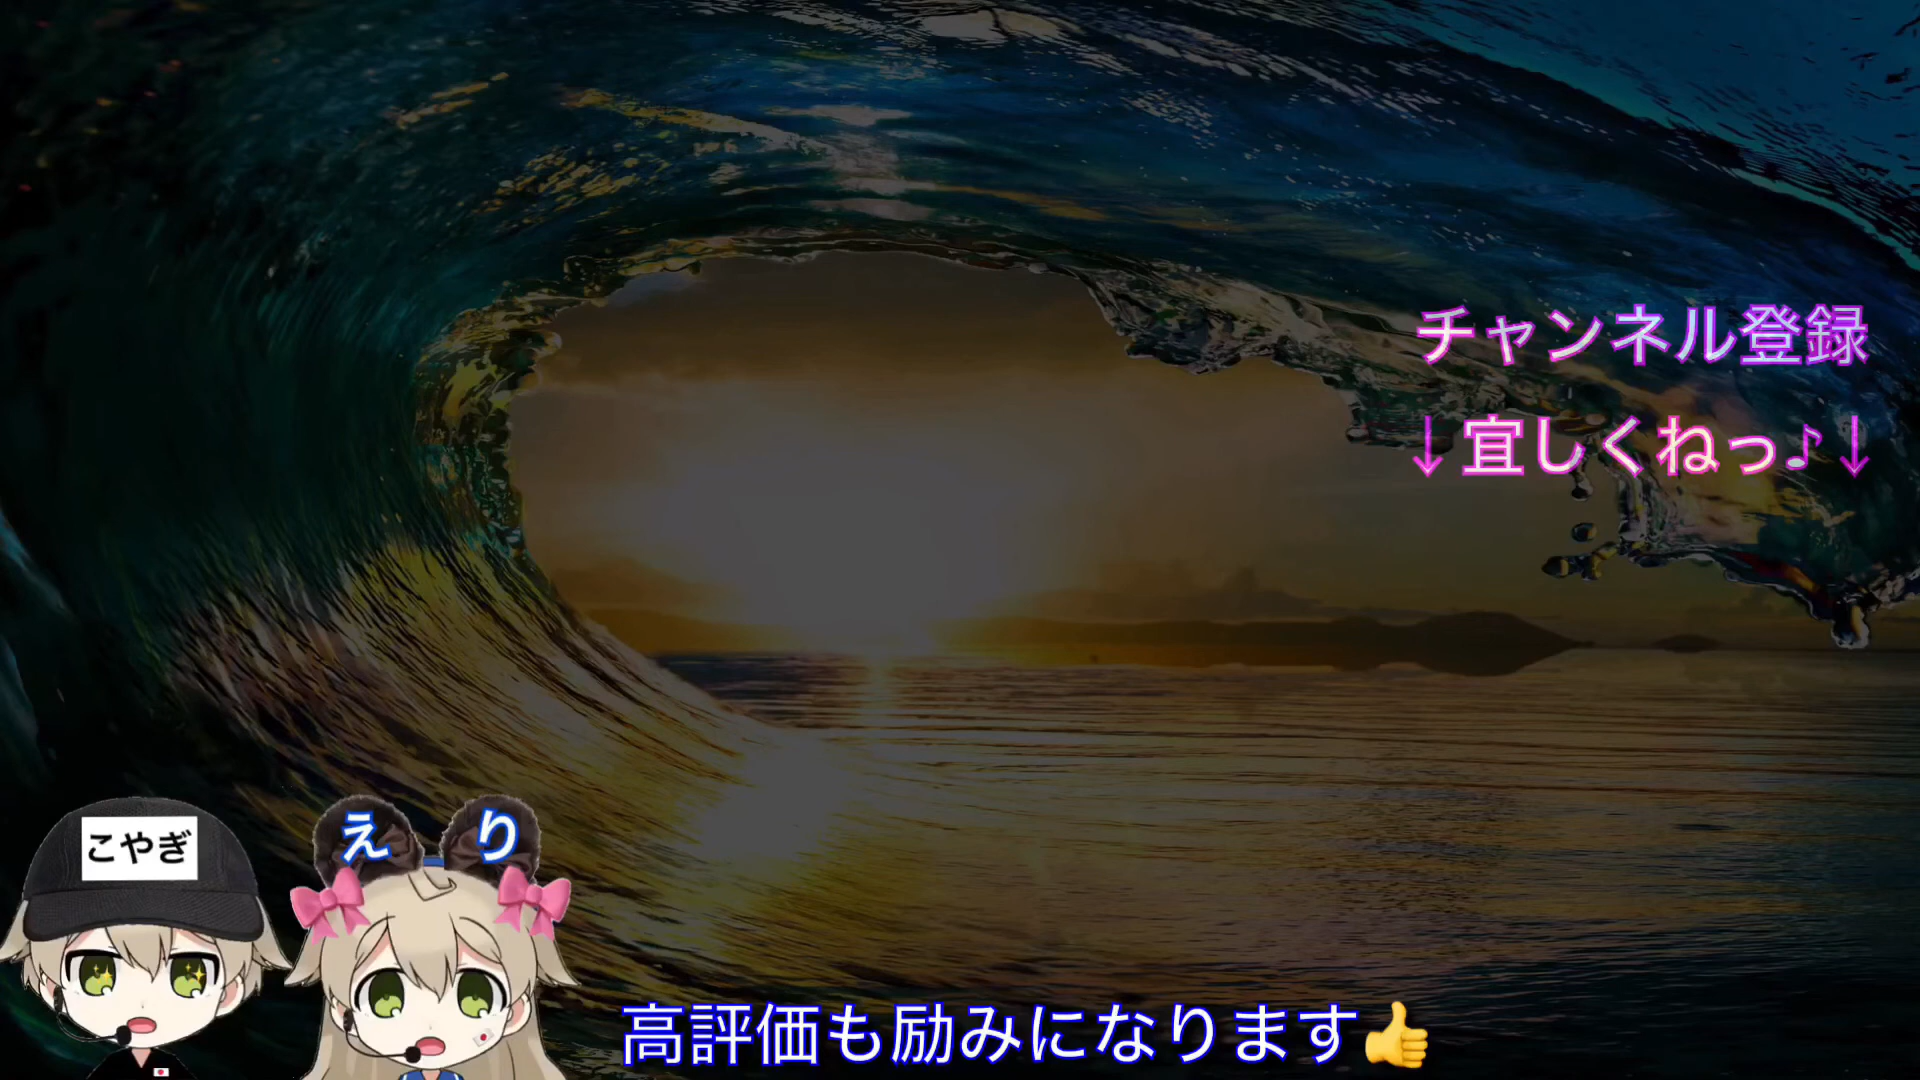 チャンネル登録
↓宜しくねっ♪↓
こやぎ
えり
高評価も励みになります👍